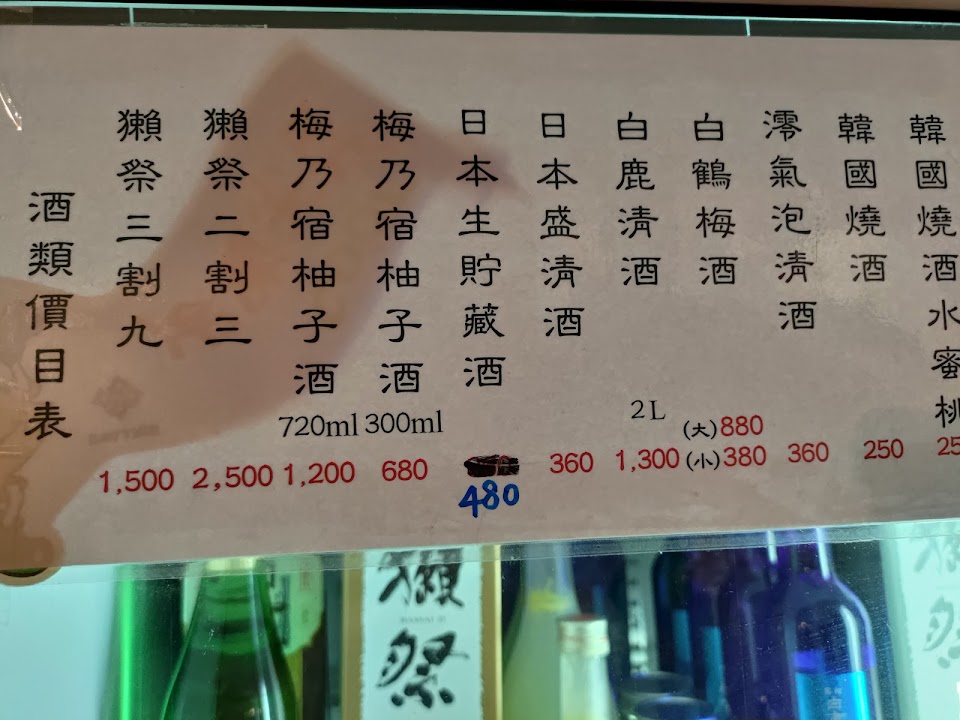 酒類價目表
獺祭三割九
1,500
獺祭二割三
2,500
梅乃宿柚子酒
720ml
1,200
梅乃宿柚子酒
300ml
680
日本生貯藏酒
480
日本盛清酒
360
白鹿清酒
2L
1,300
白鶴梅酒
(大)880
(小)380
澪氣泡清酒
360
韓國燒酒
250
韓國燒酒水蜜桃
獺祭
獺祭